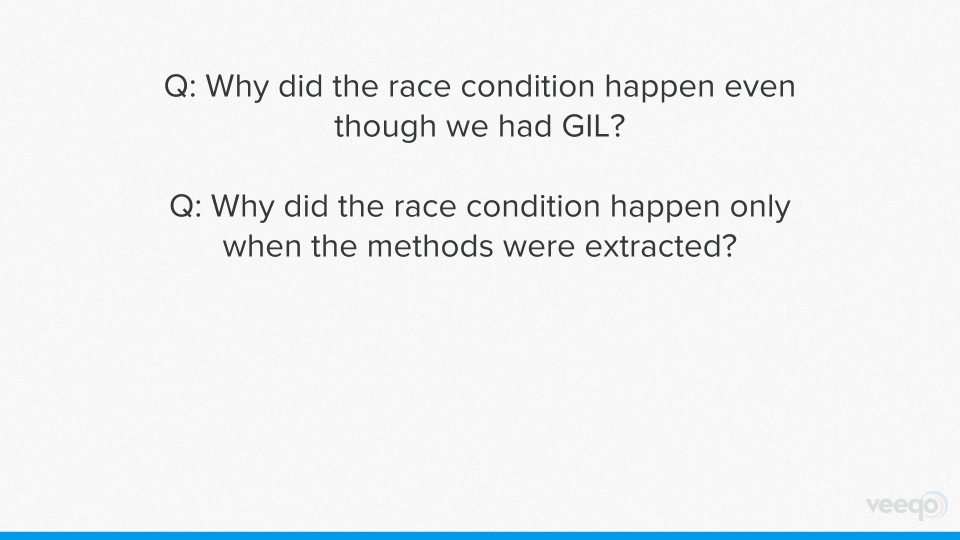 Q: Why did the race condition happen even
though we had GIL?
Q: Why did the race condition happen only
when the methods were extracted?
veeqo